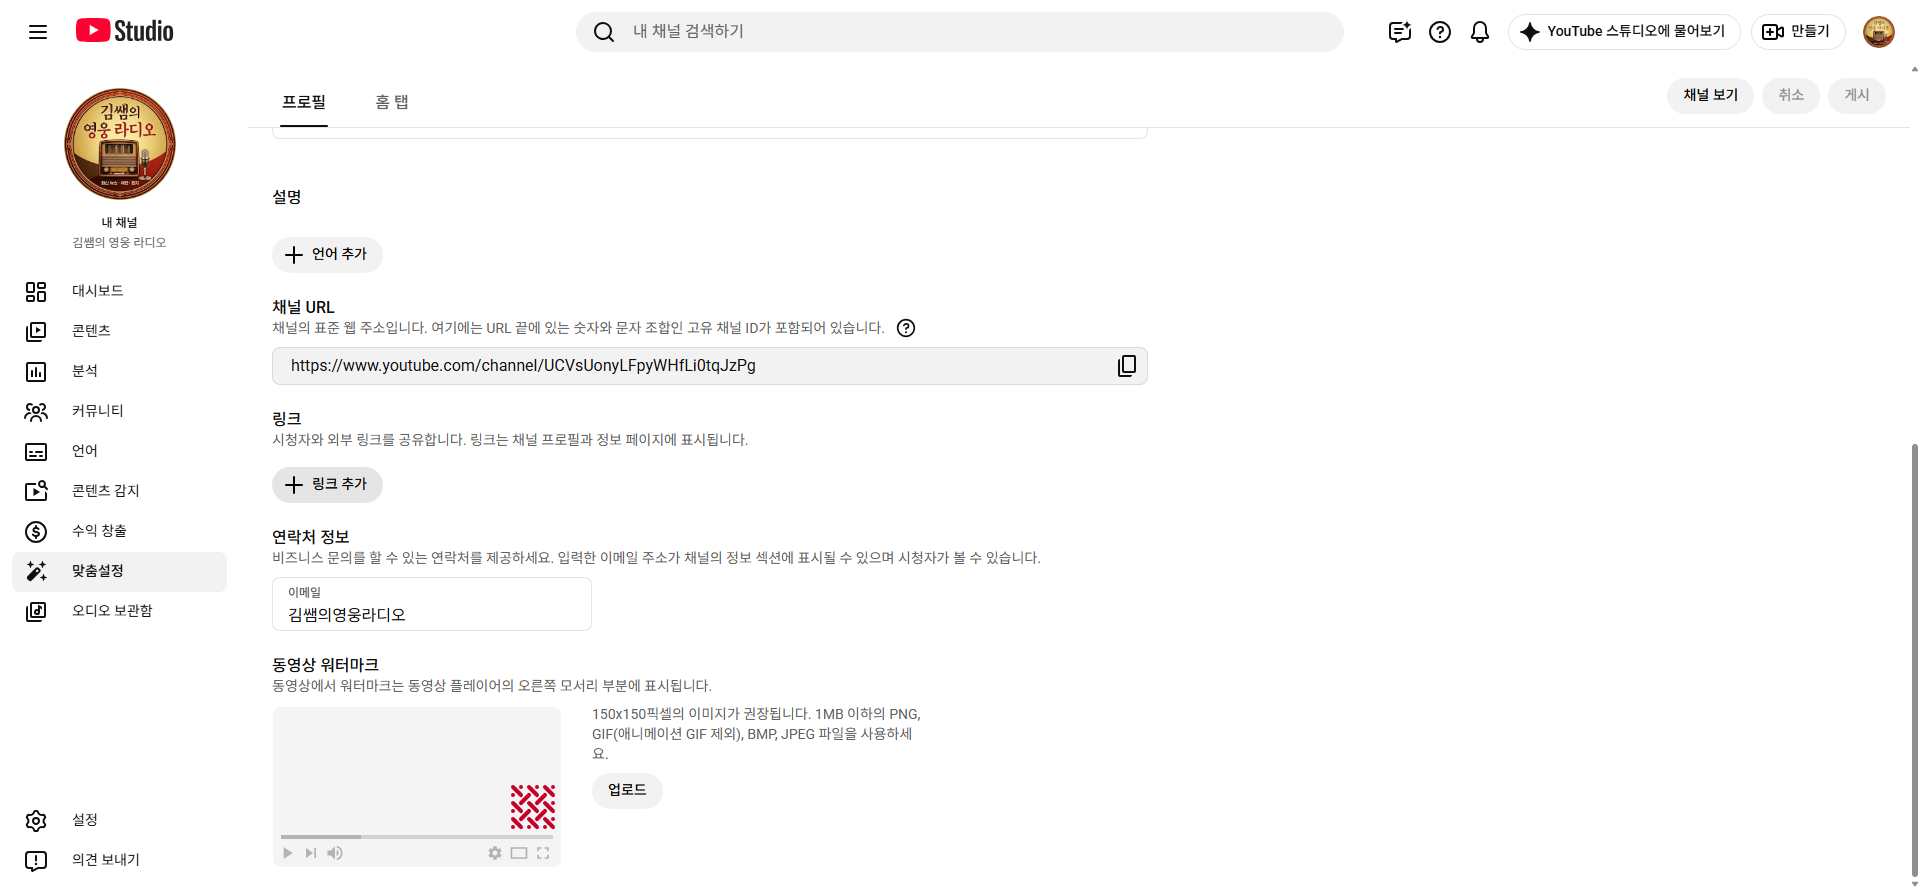 Studio
내 채널 검색하기
YouTube 스튜디오에 물어보기
만들기
김쌤의
영웅 라디오
내 채널
김쌤의 영웅 라디오
대시보드
콘텐츠
분석
커뮤니티
언어
콘텐츠 감지
수익 창출
맞춤설정
오디오 보관함
설정
의견 보내기
프로필
홈 탭
채널 보기
취소
게시
설명
언어 추가
채널 URL
채널의 표준 웹 주소입니다. 여기에는 URL 끝에 있는 숫자와 문자 조합인 고유 채널 ID가 포함되어 있습니다.
https://www.youtube.com/channel/UCVsUonyLFpyWHfLi0tqJzPg
링크
시청자와 외부 링크를 공유합니다. 링크는 채널 프로필과 정보 페이지에 표시됩니다.
링크 추가
연락처 정보
비즈니스 문의를 할 수 있는 연락처를 제공하세요. 입력한 이메일 주소가 채널의 정보 섹션에 표시될 수 있으며 시청자가 볼 수 있습니다.
이메일
김쌤의영웅라디오
동영상 워터마크
동영상에서 워터마크는 동영상 플레이어의 오른쪽 모서리 부분에 표시됩니다.
150x150픽셀의 이미지가 권장됩니다. 1MB 이하의 PNG,
GIF(애니메이션 GIF 제외), BMP, JPEG 파일을 사용하세
요.
업로드